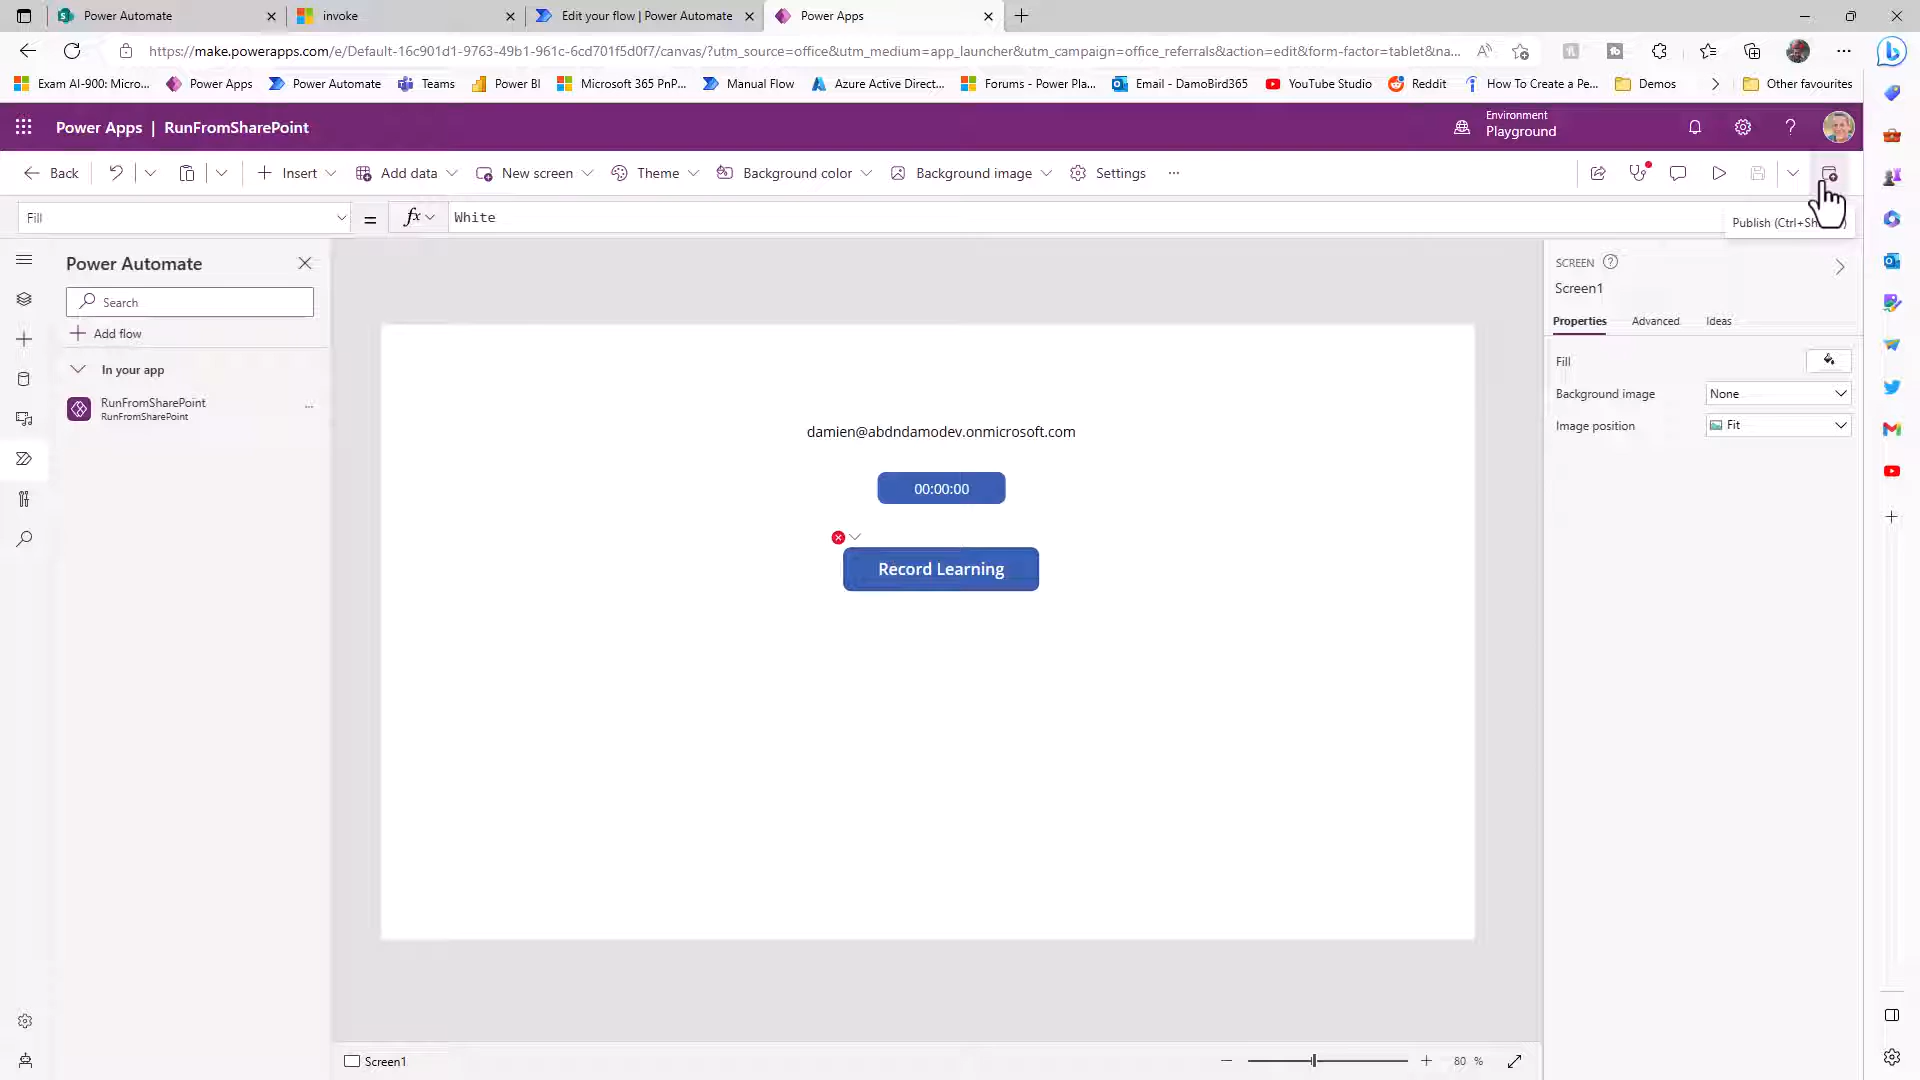 Power Automate
invoke
Edit your flow | Power Automate
Power Apps
https://make.powerapps.com/e/Default-16c901d1-9763-49b1-961c-6cd701f5d0f7/canvas/?utm_source=office&utm_medium=app_launcher&utm_campaign=office_referrals&action=edit&form-factor=tablet&na...
Exam AI-900: Micro...
Power Apps
Power Automate
Teams
Power BI
Microsoft 365 PnP...
Manual Flow
Azure Active Direct...
Forums - Power Pla...
Email - DamoBird365
YouTube Studio
Reddit
How To Create a Pe...
Demos
Other favourites
Power Apps | RunFromSharePoint
Environment
Playground
Back
Insert
Add data
New screen
Theme
Background color
Background image
Settings
Fill
=
fx
White
Publish (Ctrl+Sh
Power Automate
Search
Add flow
In your app
RunFromSharePoint
RunFromSharePoint
damien@abdndamodev.onmicrosoft.com
00:00:00
Record Learning
SCREEN
Screen1
Properties
Advanced
Ideas
Fill
Background image
None
Image position
Fit
Screen1
80 %